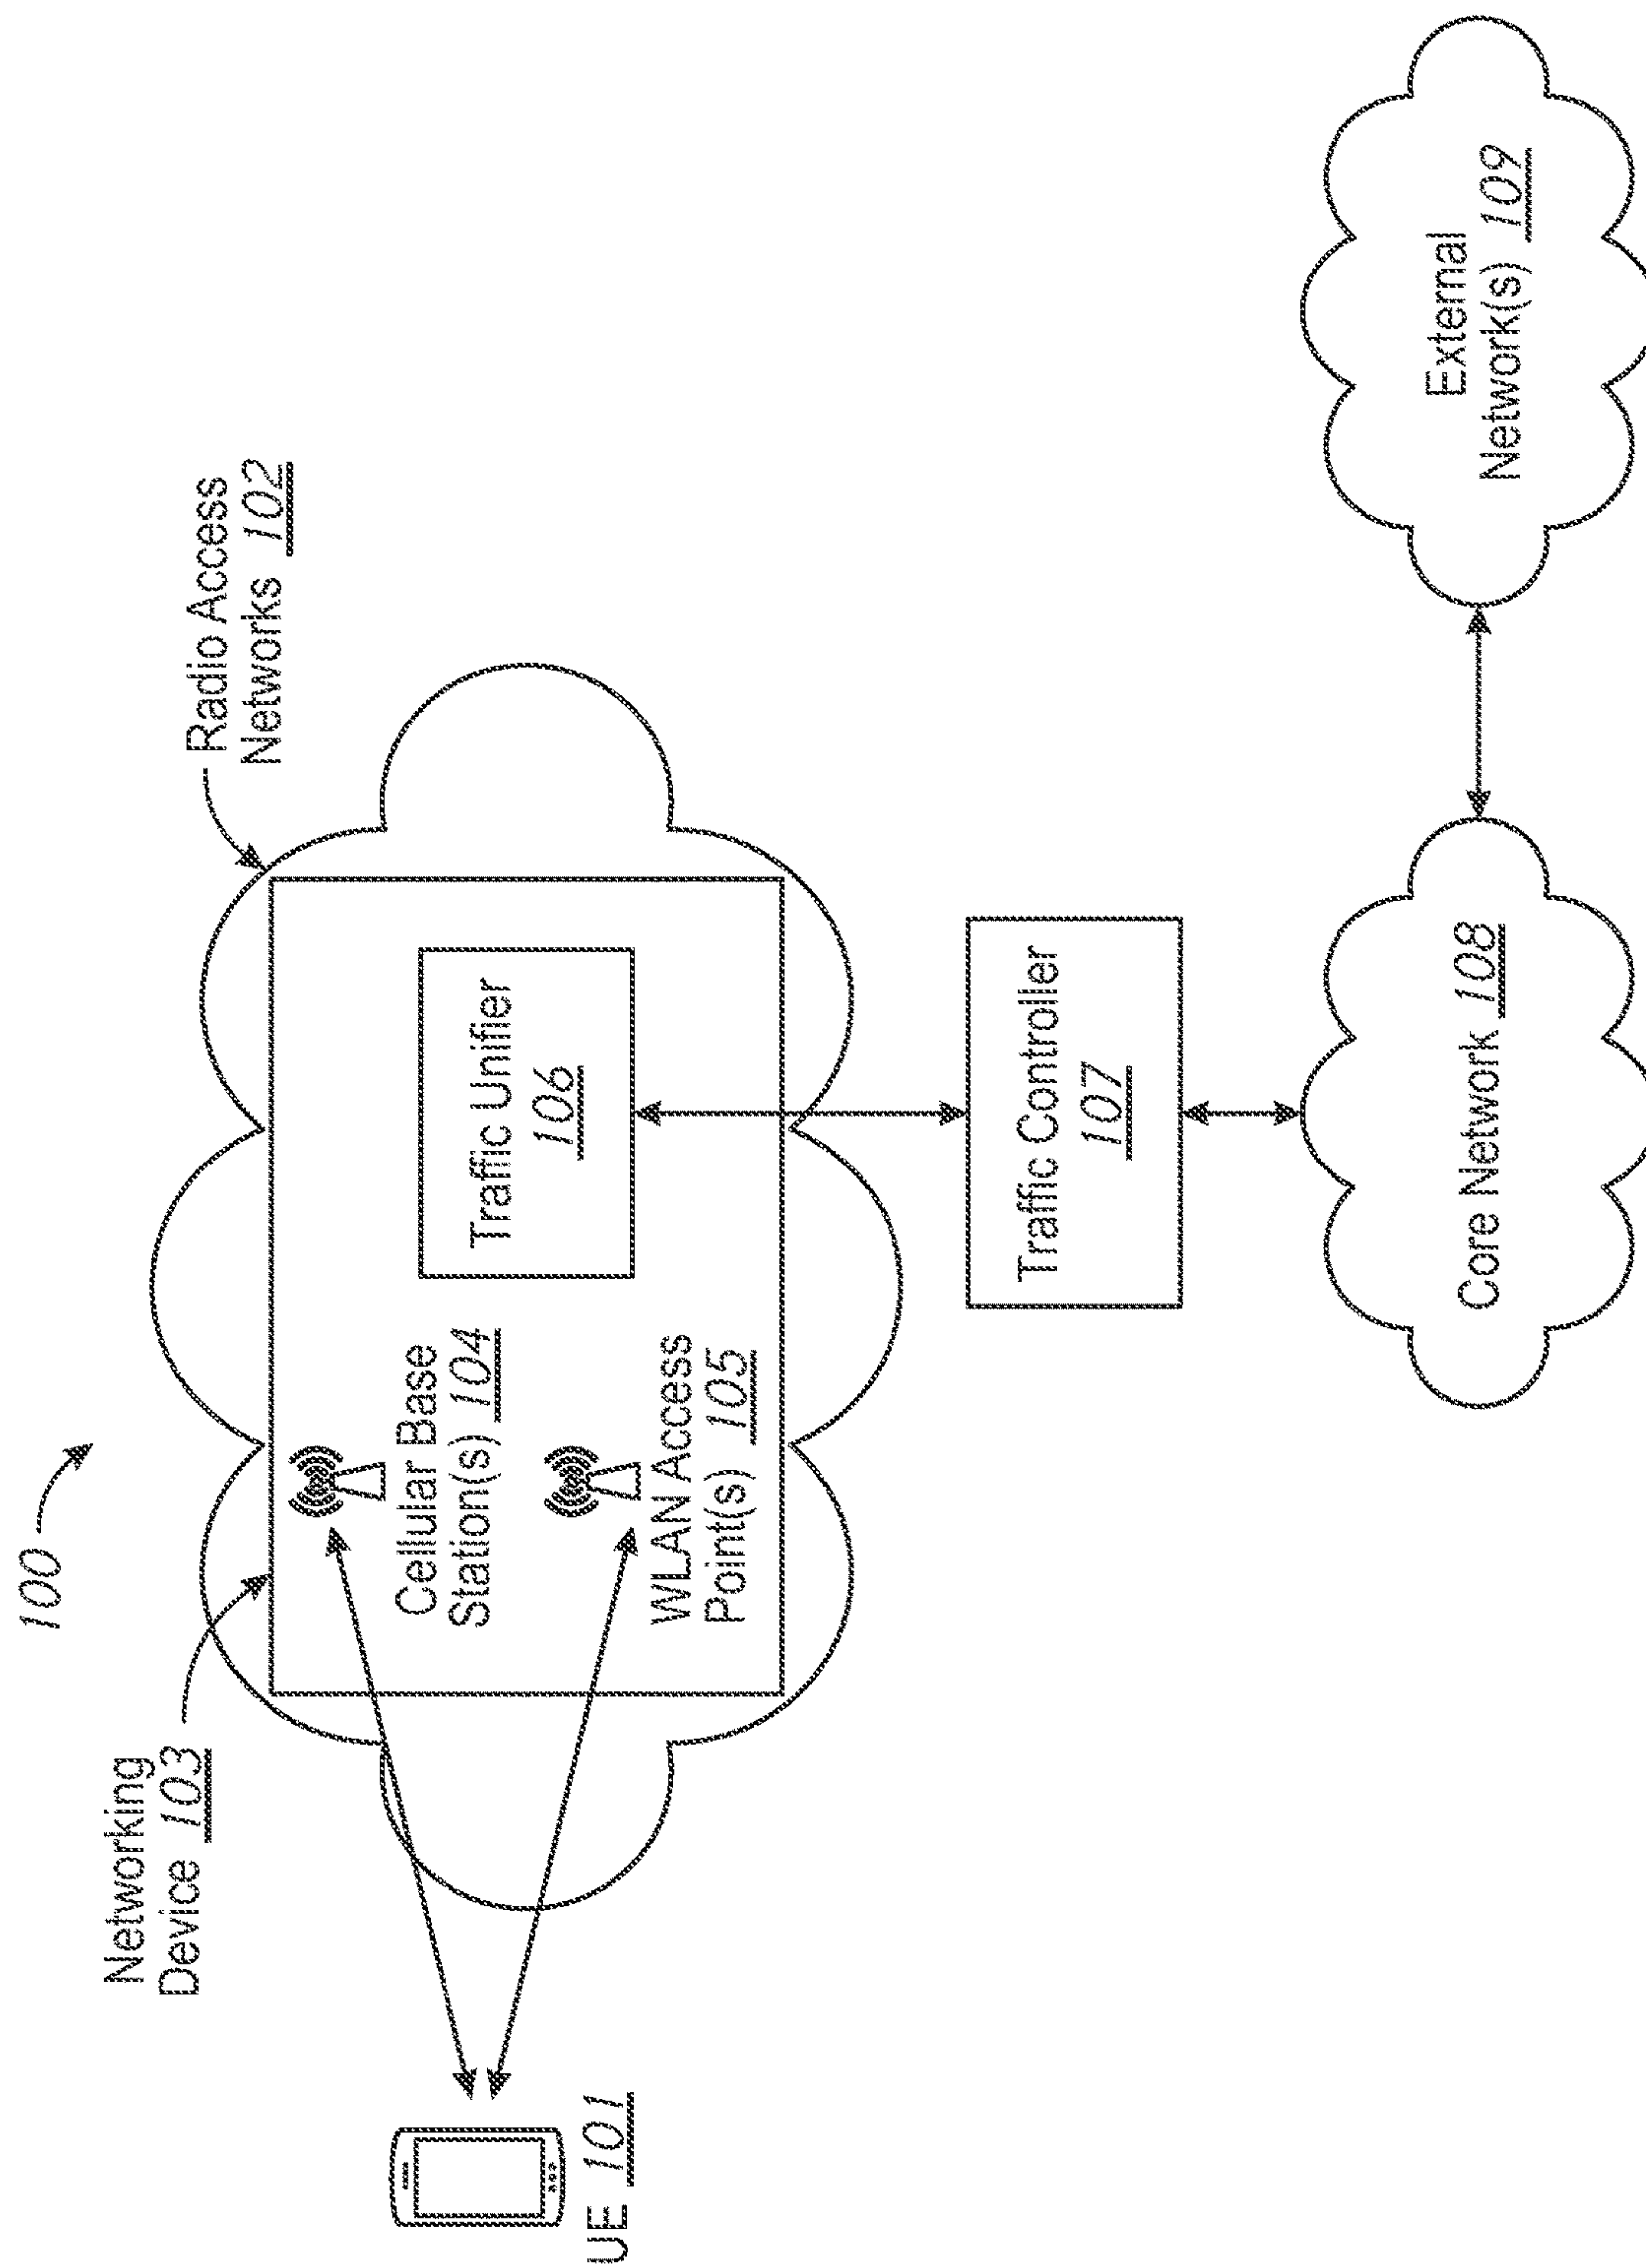 100
Networking
Device 103
Radio Access
Networks 102
Cellular Base
Station(s) 104
Traffic Unifier
106
UE 101
WLAN Access
Point(s) 105
Traffic Controller
107
Core Network 108
External
Network(s) 109